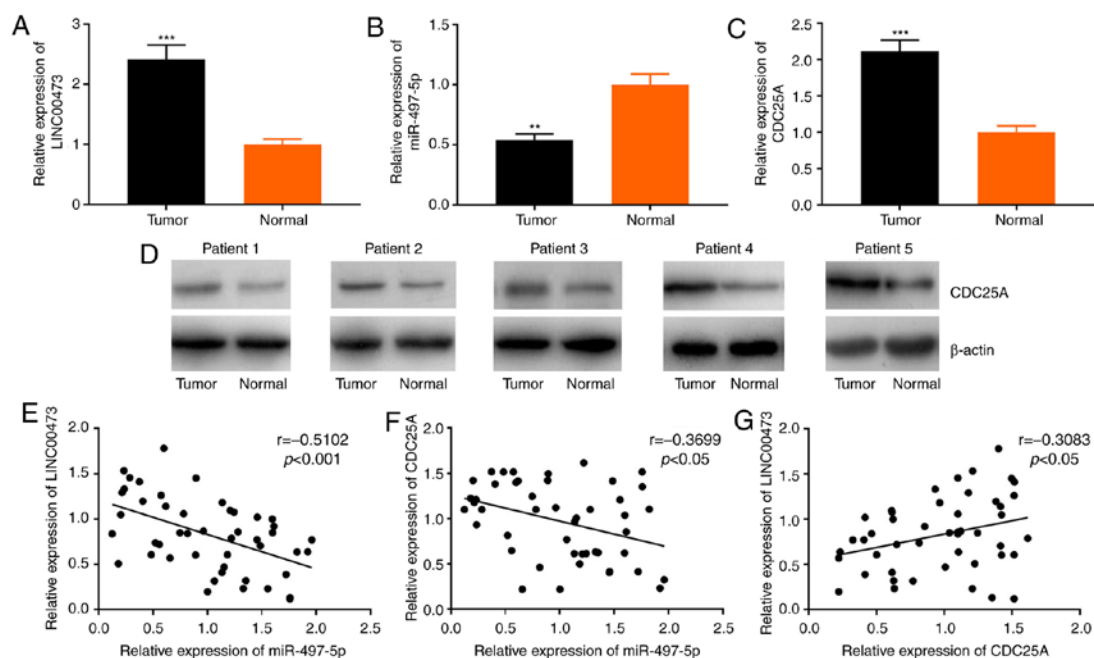 A
Relative expression of
LINC00473
3
2
1
0
***
Tumor
Normal
B
Relative expression of
miR-497-5p
1.5
1.0
0.5
0.0
**
Tumor
Normal
C
Relative expression of
CDC25A
2.5
2.0
1.5
1.0
0.5
0.0
***
Tumor
Normal
D
Patient 1
Patient 2
Patient 3
Patient 4
Patient 5
CDC25A
β-actin
Tumor Normal
Tumor Normal
Tumor Normal
Tumor Normal
Tumor Normal
E
Relative expression of LINC00473
r=−0.5102
p<0.001
2.0
1.5
1.0
0.5
0.0
0.0 0.5 1.0 1.5 2.0 2.5
Relative expression of miR-497-5p
F
Relative expression of CDC25A
r=−0.3699
p<0.05
2.0
1.5
1.0
0.5
0.0
0.0 0.5 1.0 1.5 2.0 2.5
Relative expression of miR-497-5p
G
Relative expression of LINC00473
r=−0.3083
p<0.05
2.0
1.5
1.0
0.5
0.0
0.0 0.5 1.0 1.5 2.0
Relative expression of CDC25A